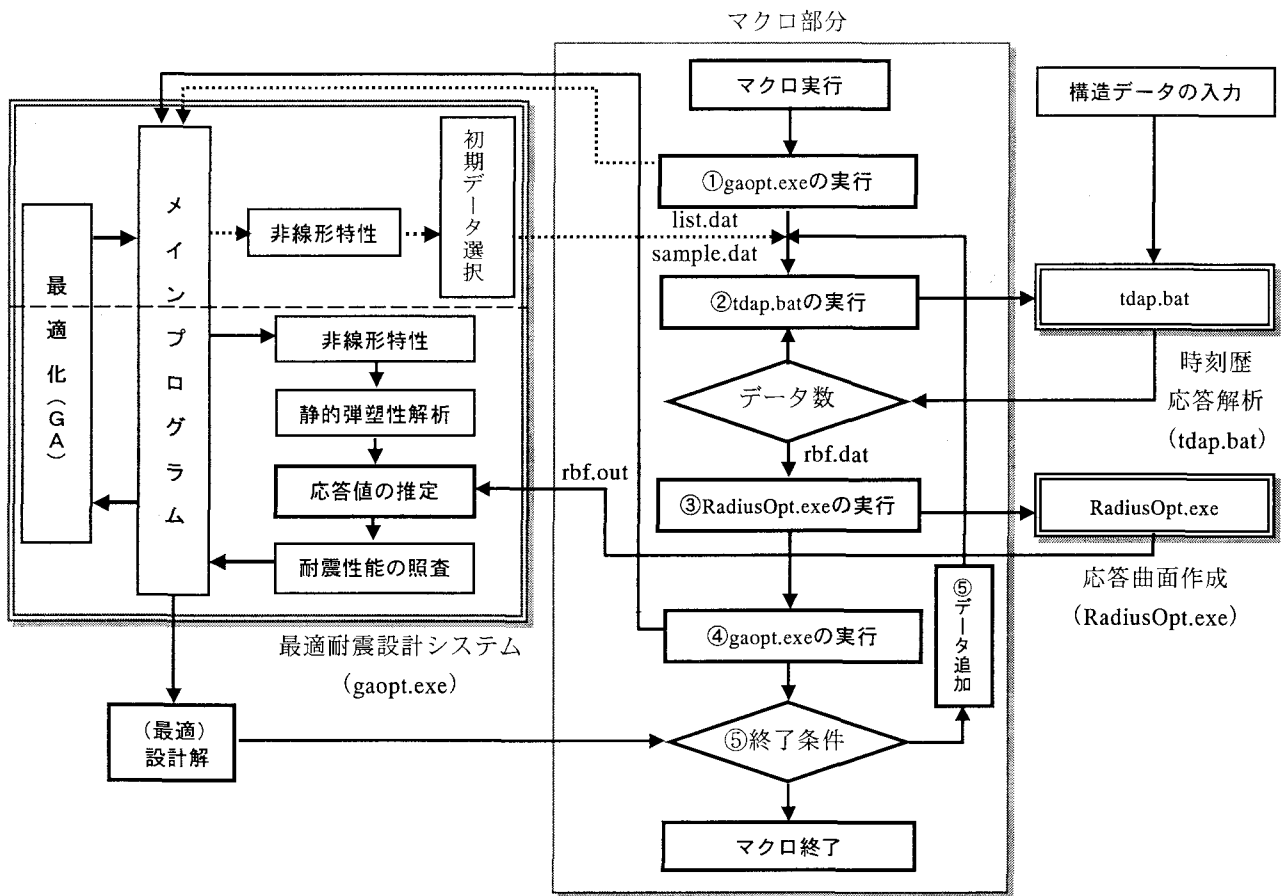 マクロ部分
マクロ実行
構造データの入力
①gaopt.exeの実行
list.dat
sample.dat
初期データ選択
メインプログラム
非線形特性
最適化(GA)
②tdap.batの実行
tdap.bat
時刻歴
応答解析
(tdap.bat)
非線形特性
静的弾塑性解析
応答値の推定
耐震性能の照査
データ数
rbf.dat
rbf.out
③RadiusOpt.exeの実行
RadiusOpt.exe
応答曲面作成
(RadiusOpt.exe)
④gaopt.exeの実行
⑤データ追加
最適耐震設計システム
(gaopt.exe)
(最適)
設計解
⑤終了条件
マクロ終了